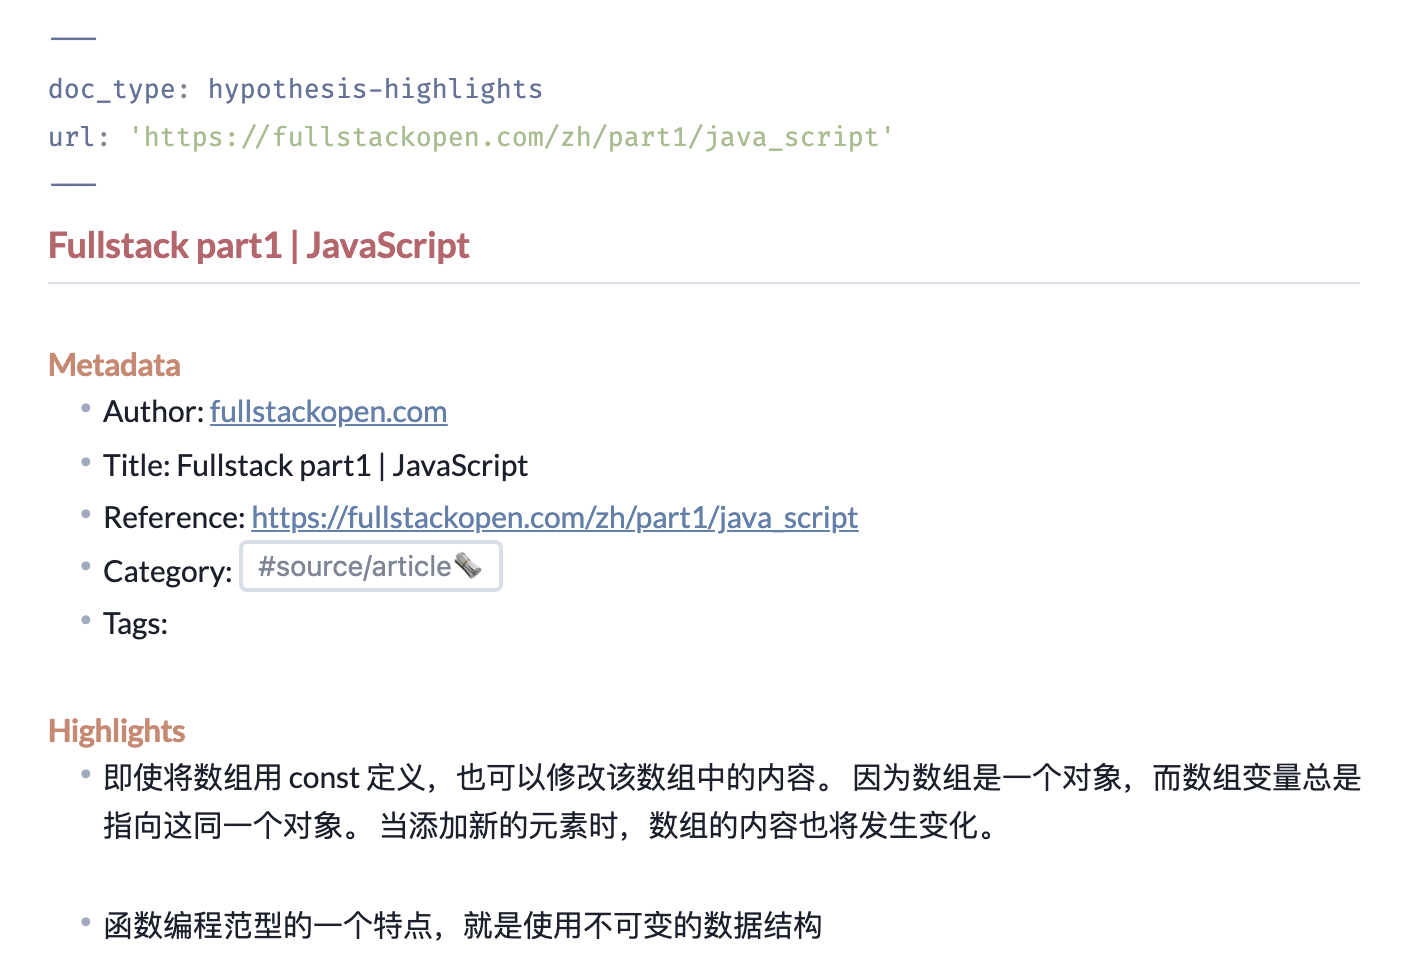 ---
doc_type: hypothesis-highlights
url: 'https://fullstackopen.com/zh/part1/java_script'
---
Fullstack part1 | JavaScript
Metadata
Author: fullstackopen.com
Title: Fullstack part1 | JavaScript
Reference: https://fullstackopen.com/zh/part1/java_script
Category: #source/article🗞
Tags:
Highlights
即使将数组用 const 定义，也可以修改该数组中的内容。 因为数组是一个对象，而数组变量总是
指向这同一个对象。 当添加新的元素时，数组的内容也将发生变化。
函数编程范型的一个特点，就是使用不可变的数据结构